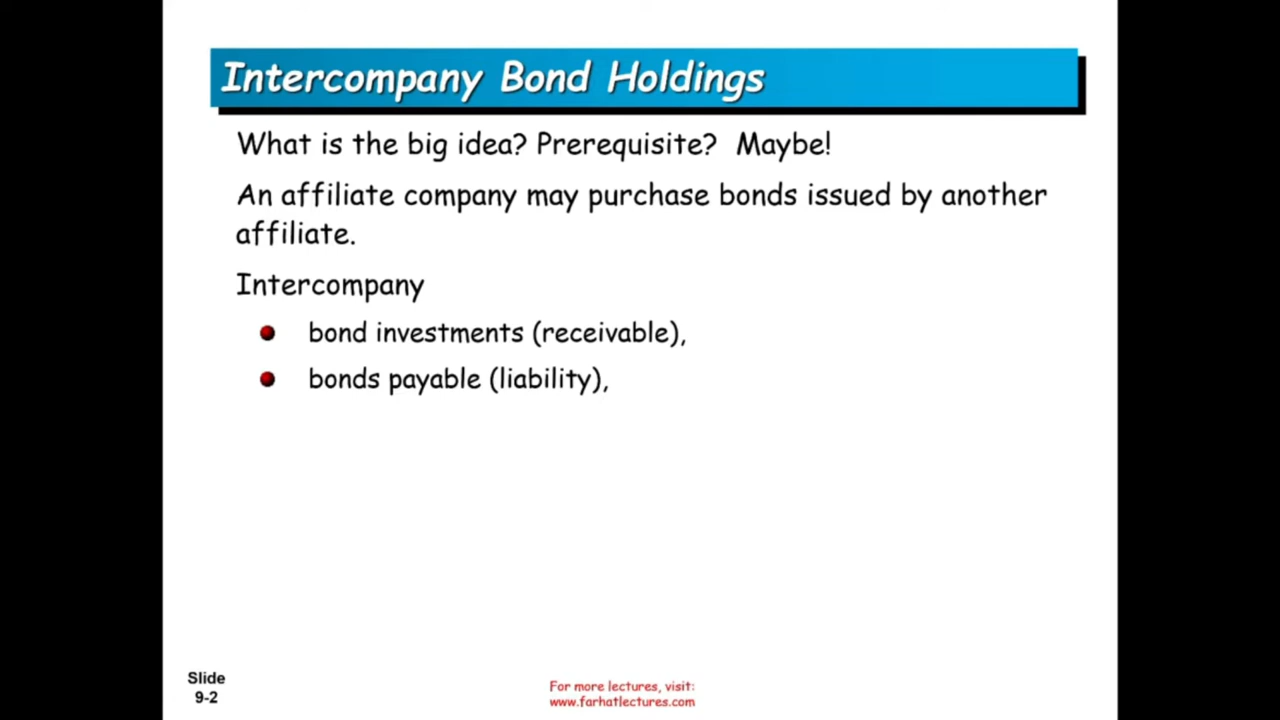 Intercompany Bond Holdings
What is the big idea? Prerequisite? Maybe!
An affiliate company may purchase bonds issued by another
affiliate.
Intercompany
bond investments (receivable),
bonds payable (liability),
Slide
9-2
For more lectures, visit:
www.farhatlectures.com